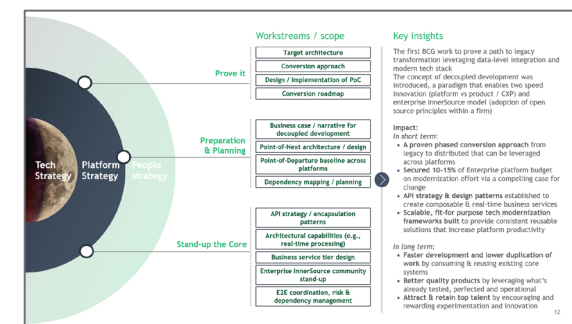 Workstreams / scope
Key insights
Prove it
Target architecture
Conversion approach
Design / implementation of PoC
Conversion roadmap
Preparation
& Planning
Business case / narrative for
decoupled development
Point-of-Next architecture / design
Point-of-Departure baseline across
platforms
Dependency mapping / planning
Tech
Strategy
Platform
Strategy
People
strategy
Stand-up the Core
API strategy / encapsulation
patterns
Architectural capabilities (e.g.,
real-time processing)
Business service tier design
Enterprise InnerSource community
stand-up
E2E coordination, risk &
dependency management
The first BCG work to prove a path to legacy
transformation leveraging data-level integration and
modern tech stack
The concept of decoupled development was
introduced, a paradigm that enables two speed
innovation (platform vs product / CXP) and
enterprise InnerSource model (adoption of open
source principles within a firm)
Impact:
In short term:
• A proven phased conversion approach from
legacy to distributed that can be leveraged
across platforms
• Secured 10-15% of Enterprise platform budget
on modernization effort via a compelling case for
change
• API strategy & design patterns established to
create composable & real-time business services
• Scalable, fit-for purpose tech modernization
frameworks built to provide consistent reusable
solutions that increase platform productivity
In long term:
• Faster development and lower duplication of
work by consuming & reusing existing core
systems
• Better quality products by leveraging what's
already tested, perfected and operational
• Attract & retain top talent by encouraging and
rewarding experimentation and innovation
12